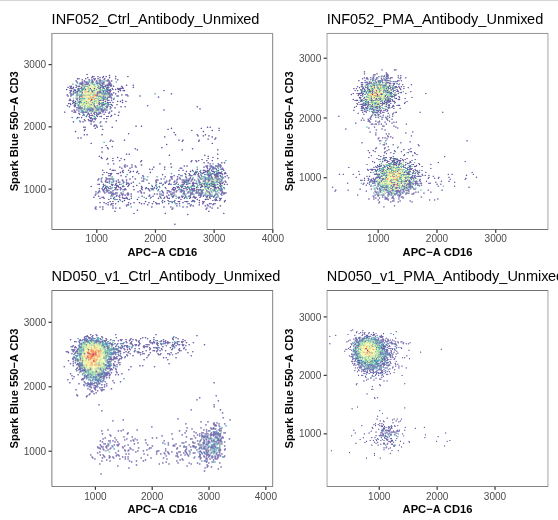 INF052_Ctrl_Antibody_Unmixed
INF052_PMA_Antibody_Unmixed
Spark Blue 550−A CD3
3000
2000
1000
1000
2000
3000
4000
APC−A CD16
Spark Blue 550−A CD3
3000
2000
1000
1000
2000
3000
APC−A CD16
ND050_v1_Ctrl_Antibody_Unmixed
ND050_v1_PMA_Antibody_Unmixe
Spark Blue 550−A CD3
3000
2000
1000
1000
2000
3000
4000
APC−A CD16
Spark Blue 550−A CD3
3000
2000
1000
1000
2000
3000
APC−A CD16